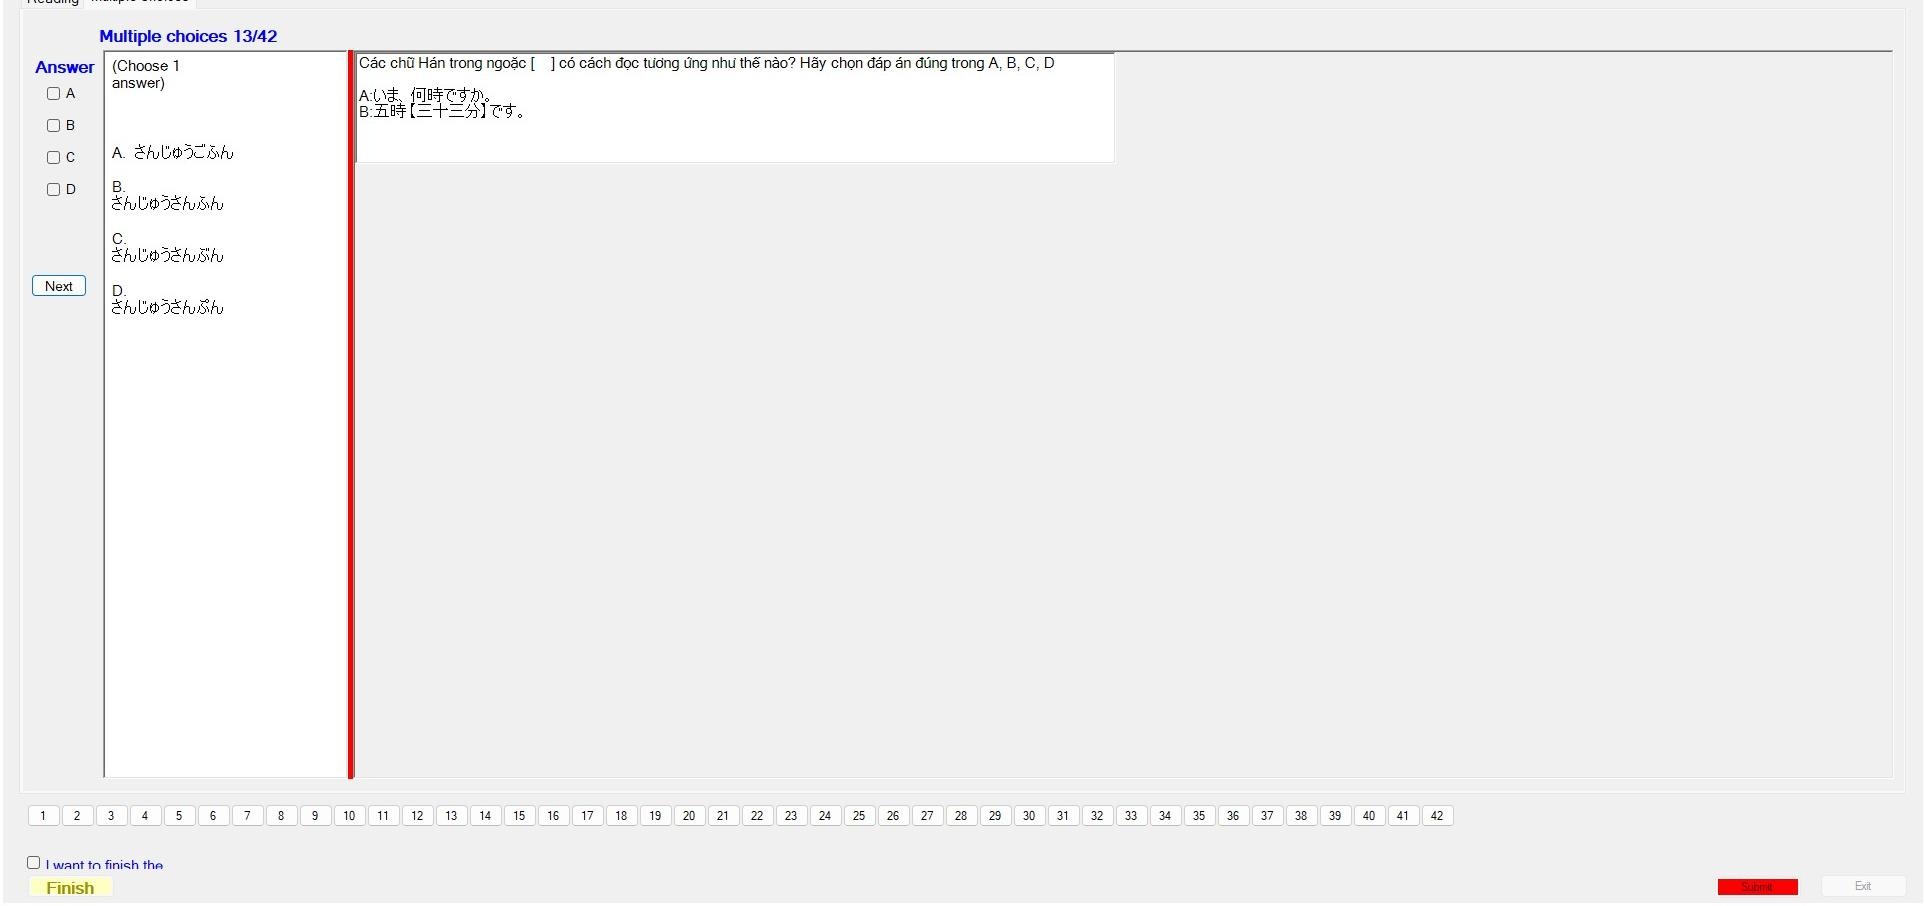 Reading Multiple Choices
Multiple choices 13/42
Answer
A
B
C
D
Next
(Choose 1
answer)
A. さんじゅうごふん
B.
さんじゅうさんふん
C.
さんじゅうさんぶん
D.
さんじゅうさんぷん
Các chữ Hán trong ngoặc [ ] có cách đọc tương ứng như thế nào? Hãy chọn đáp án đúng trong A, B, C, D
A:いま、何時ですか。
B:五時【三十三分】です。
1 2 3 4 5 6 7 8 9 10 11 12 13 14 15 16 17 18 19 20 21 22 23 24 25 26 27 28 29 30 31 32 33 34 35 36 37 38 39 40 41 42
I want to finish the
Finish
Submit Exit